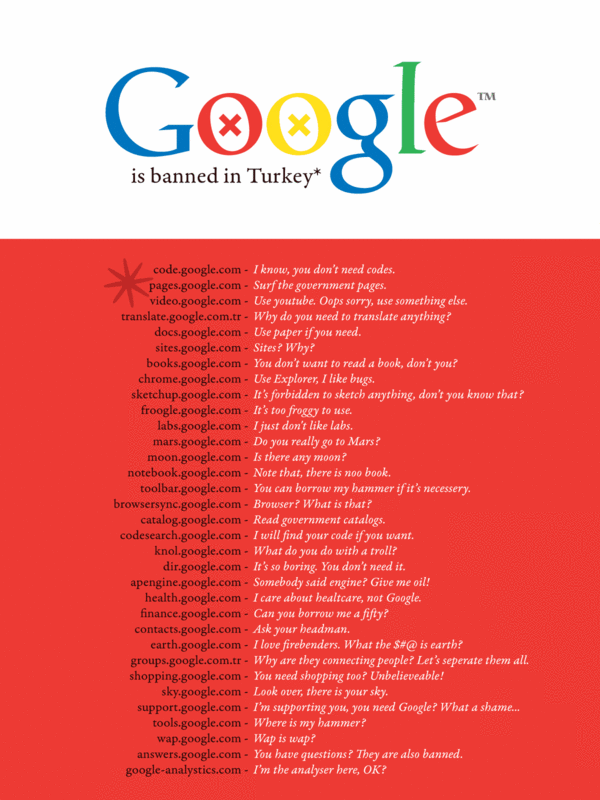 Google™
is banned in Turkey*
code.google.com - I know, you don't need codes.
pages.google.com - Surf the government pages.
video.google.com - Use youtube. Oops sorry, use something else.
translate.google.com.tr - Why do you need to translate anything?
docs.google.com - Use paper if you need.
sites.google.com - Sites? Why?
books.google.com - You don't want to read a book, don't you?
chrome.google.com - Use Explorer, I like bugs.
sketchup.google.com - It's forbidden to sketch anything, don't you know that?
froogle.google.com - It's too froggy to use.
labs.google.com - I just don't like labs.
mars.google.com - Do you really go to Mars?
moon.google.com - Is there any moon?
notebook.google.com - Note that, there is noo book.
toolbar.google.com - You can borrow my hammer if it's necessery.
browsersync.google.com - Browser? What is that?
catalog.google.com - Read government catalogs.
codesearch.google.com - I will find your code if you want.
knol.google.com - What do you do with a troll?
dir.google.com - It's so boring. You don't need it.
apengine.google.com - Somebody said engine? Give me oil!
health.google.com - I care about healtcare, not Google.
finance.google.com - Can you borrow me a fifty?
contacts.google.com - Ask your headman.
earth.google.com - I love firebenders. What the $#@ is earth?
groups.google.com.tr - Why are they connecting people? Let's seperate them all.
shopping.google.com - You need shopping too? Unbelieveable!
sky.google.com - Look over, there is your sky.
support.google.com - I'm supporting you, you need Google? What a shame...
tools.google.com - Where is my hammer?
wap.google.com - Wap is wap?
answers.google.com - You have questions? They are also banned.
google-analystics.com - I'm the analyser here, OK?